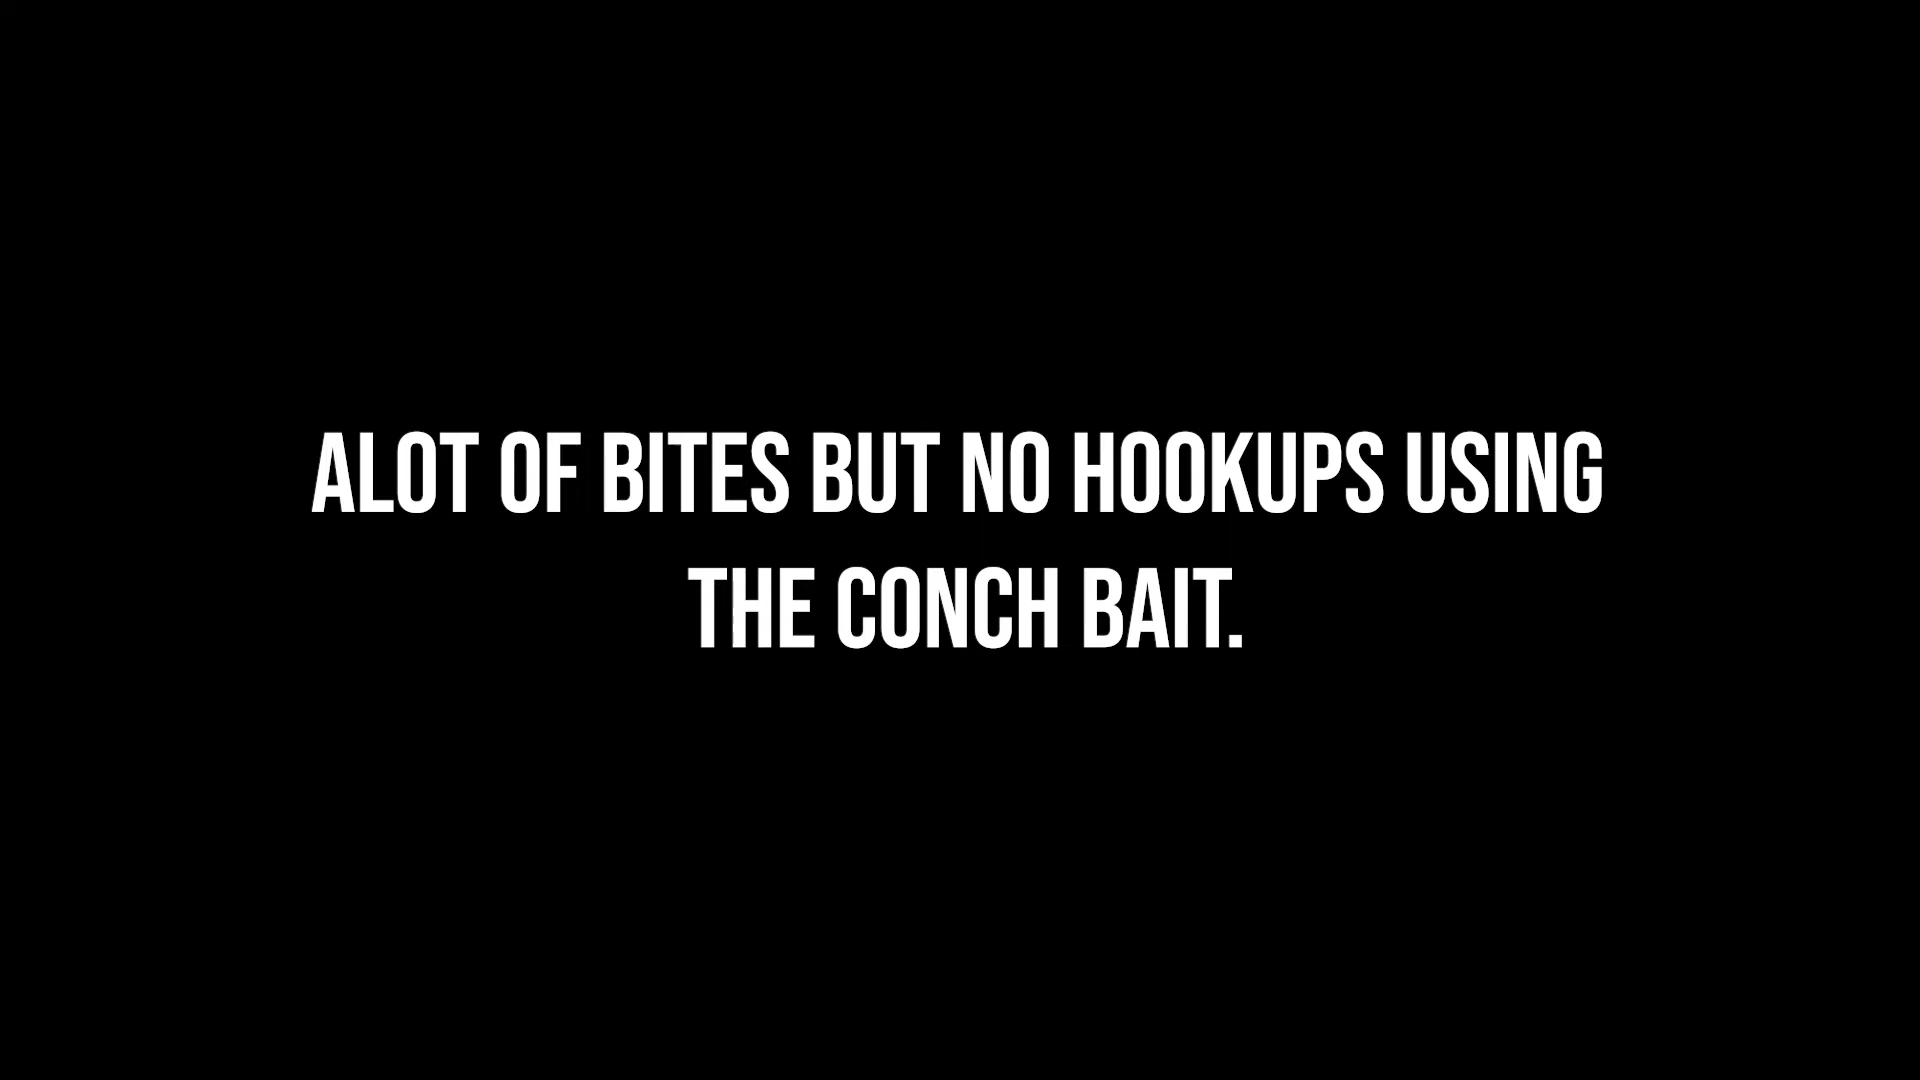 ALOT OF BITES BUT NO HOOKUPS USING
THE CONCH BAIT.